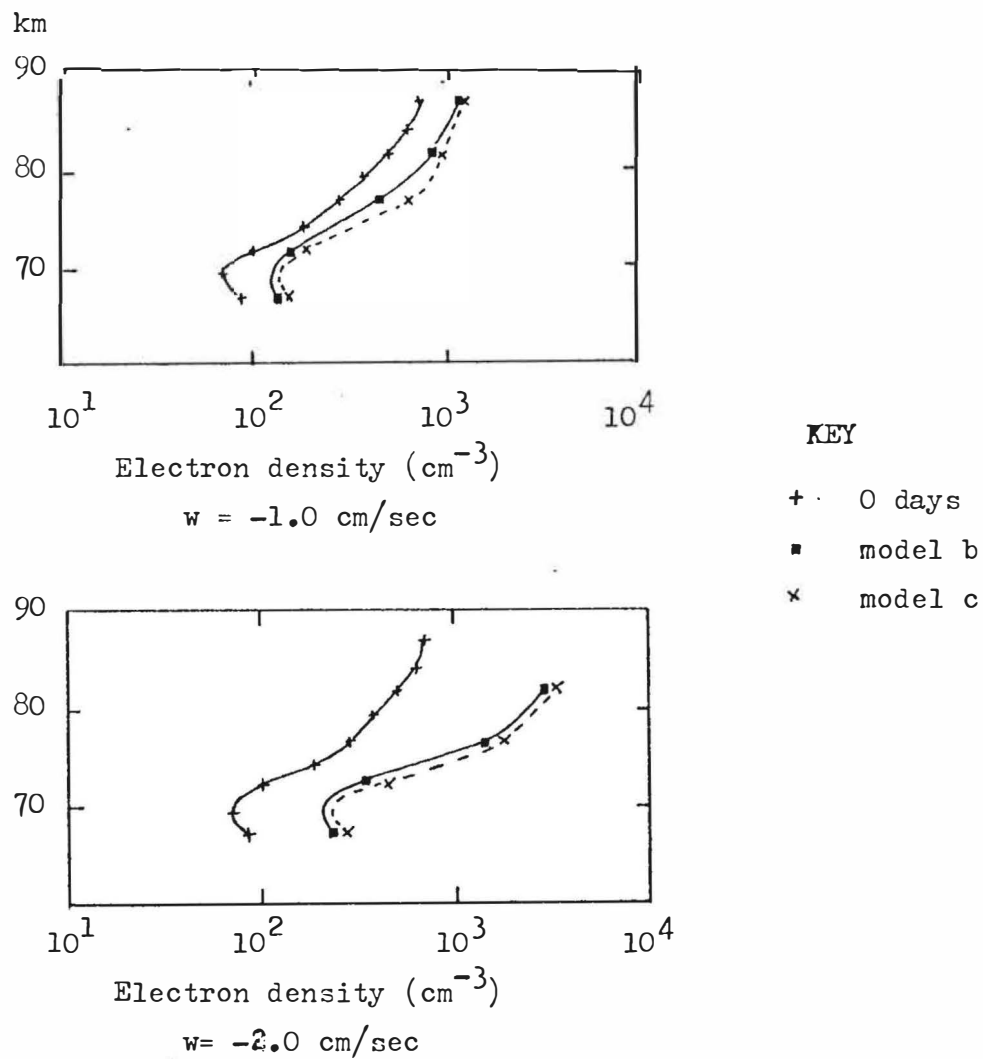 km
90
80
70
10^1 10^2 10^3 10^4
Electron density (cm^-3)
w = -1.0 cm/sec
KEY
+ 0 days
■ model b
× model c
90
80
70
10^1 10^2 10^3 10^4
Electron density (cm^-3)
w= -2.0 cm/sec